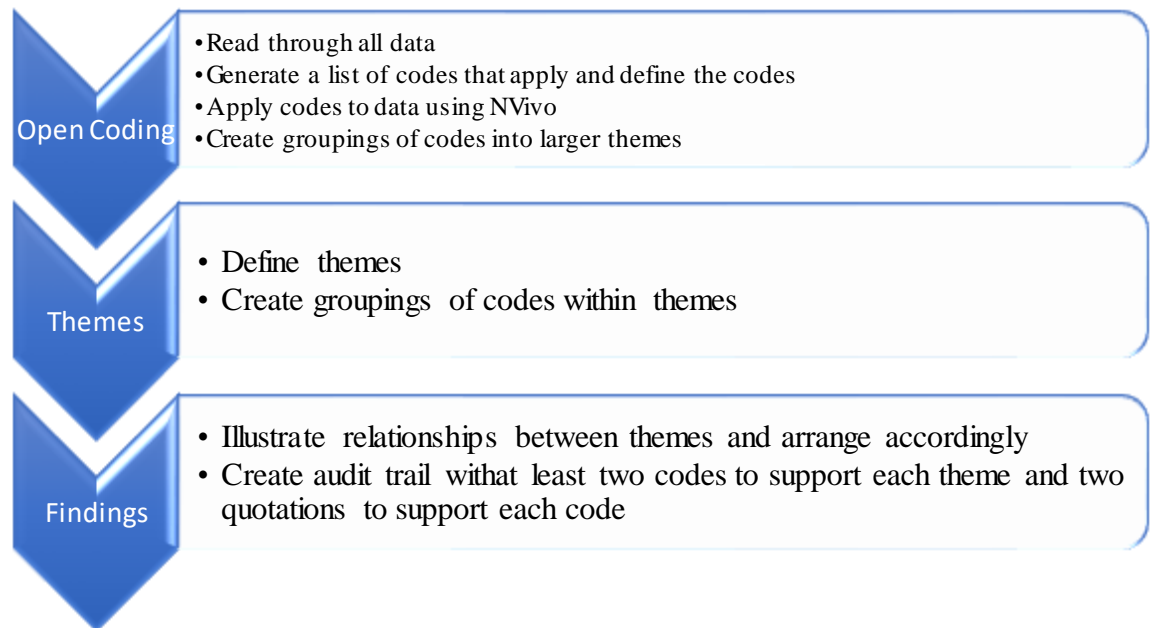 Open Coding
•Read through all data
•Generate a list of codes that apply and define the codes
•Apply codes to data using NVivo
•Create groupings of codes into larger themes
Themes
• Define themes
• Create groupings of codes within themes
Findings
• Illustrate relationships between themes and arrange accordingly
• Create audit trail withat least two codes to support each theme and two
quotations to support each code